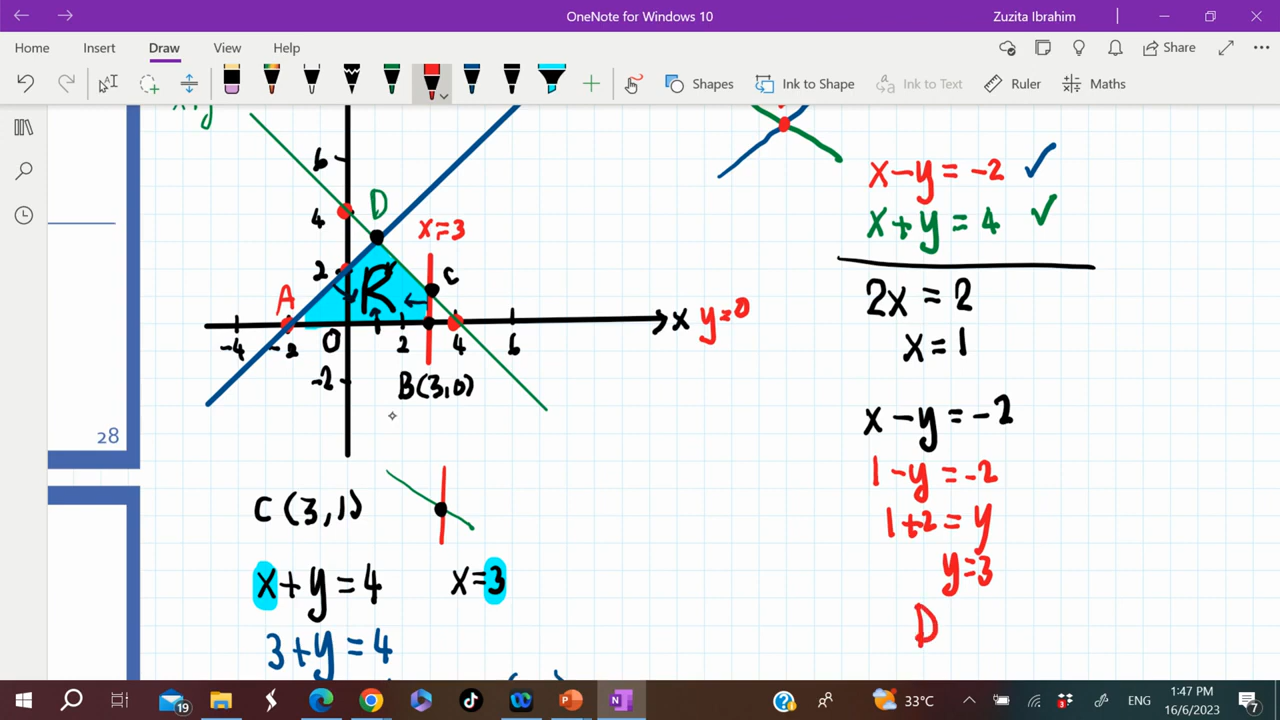 OneNote for Windows 10
Zuzita Ibrahim
Home Insert Draw View Help
Share
Shapes Ink to Shape Ink to Text Ruler Maths
x+y
6
4
D
x=3
2
R
C
A
-4 -2 O 2 4 6 x y=0
-2
B(3,0)
28
C (3,1)
x+y=4 x=3
3+y=4
x-y=-2
x+y=4
2x=2
x=1
x-y=-2
1-y=-2
1+2=y
y=3
D
19
33°C
ENG
1:47 PM
16/6/2023
7
3